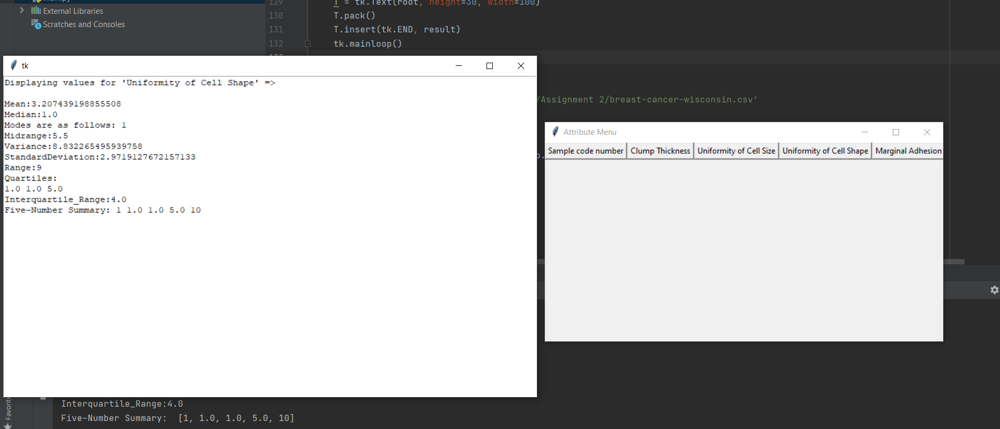 main.py
External Libraries
Scratches and Consoles
129 T = tk.Text(root, height=30, width=100)
130 T.pack()
131 T.insert(tk.END, result)
132 tk.mainloop()
133
tk
Displaying values for 'Uniformity of Cell Shape' =>
Mean:3.207439198855508
Median:1.0
Modes are as follows: 1
Midrange:5.5
Variance:8.832265495939758
StandardDeviation:2.9719127672157133
Range:9
Quartiles:
1.0 1.0 5.0
Interquartile_Range:4.0
Five-Number Summary: 1 1.0 1.0 5.0 10
/Assignment 2/breast-cancer-wisconsin.csv'
Attribute Menu
Sample code number Clump Thickness Uniformity of Cell Size Uniformity of Cell Shape Marginal Adhesion
Favorite
Interquartile_Range:4.0
Five-Number Summary:  [1, 1.0, 1.0, 5.0, 10]